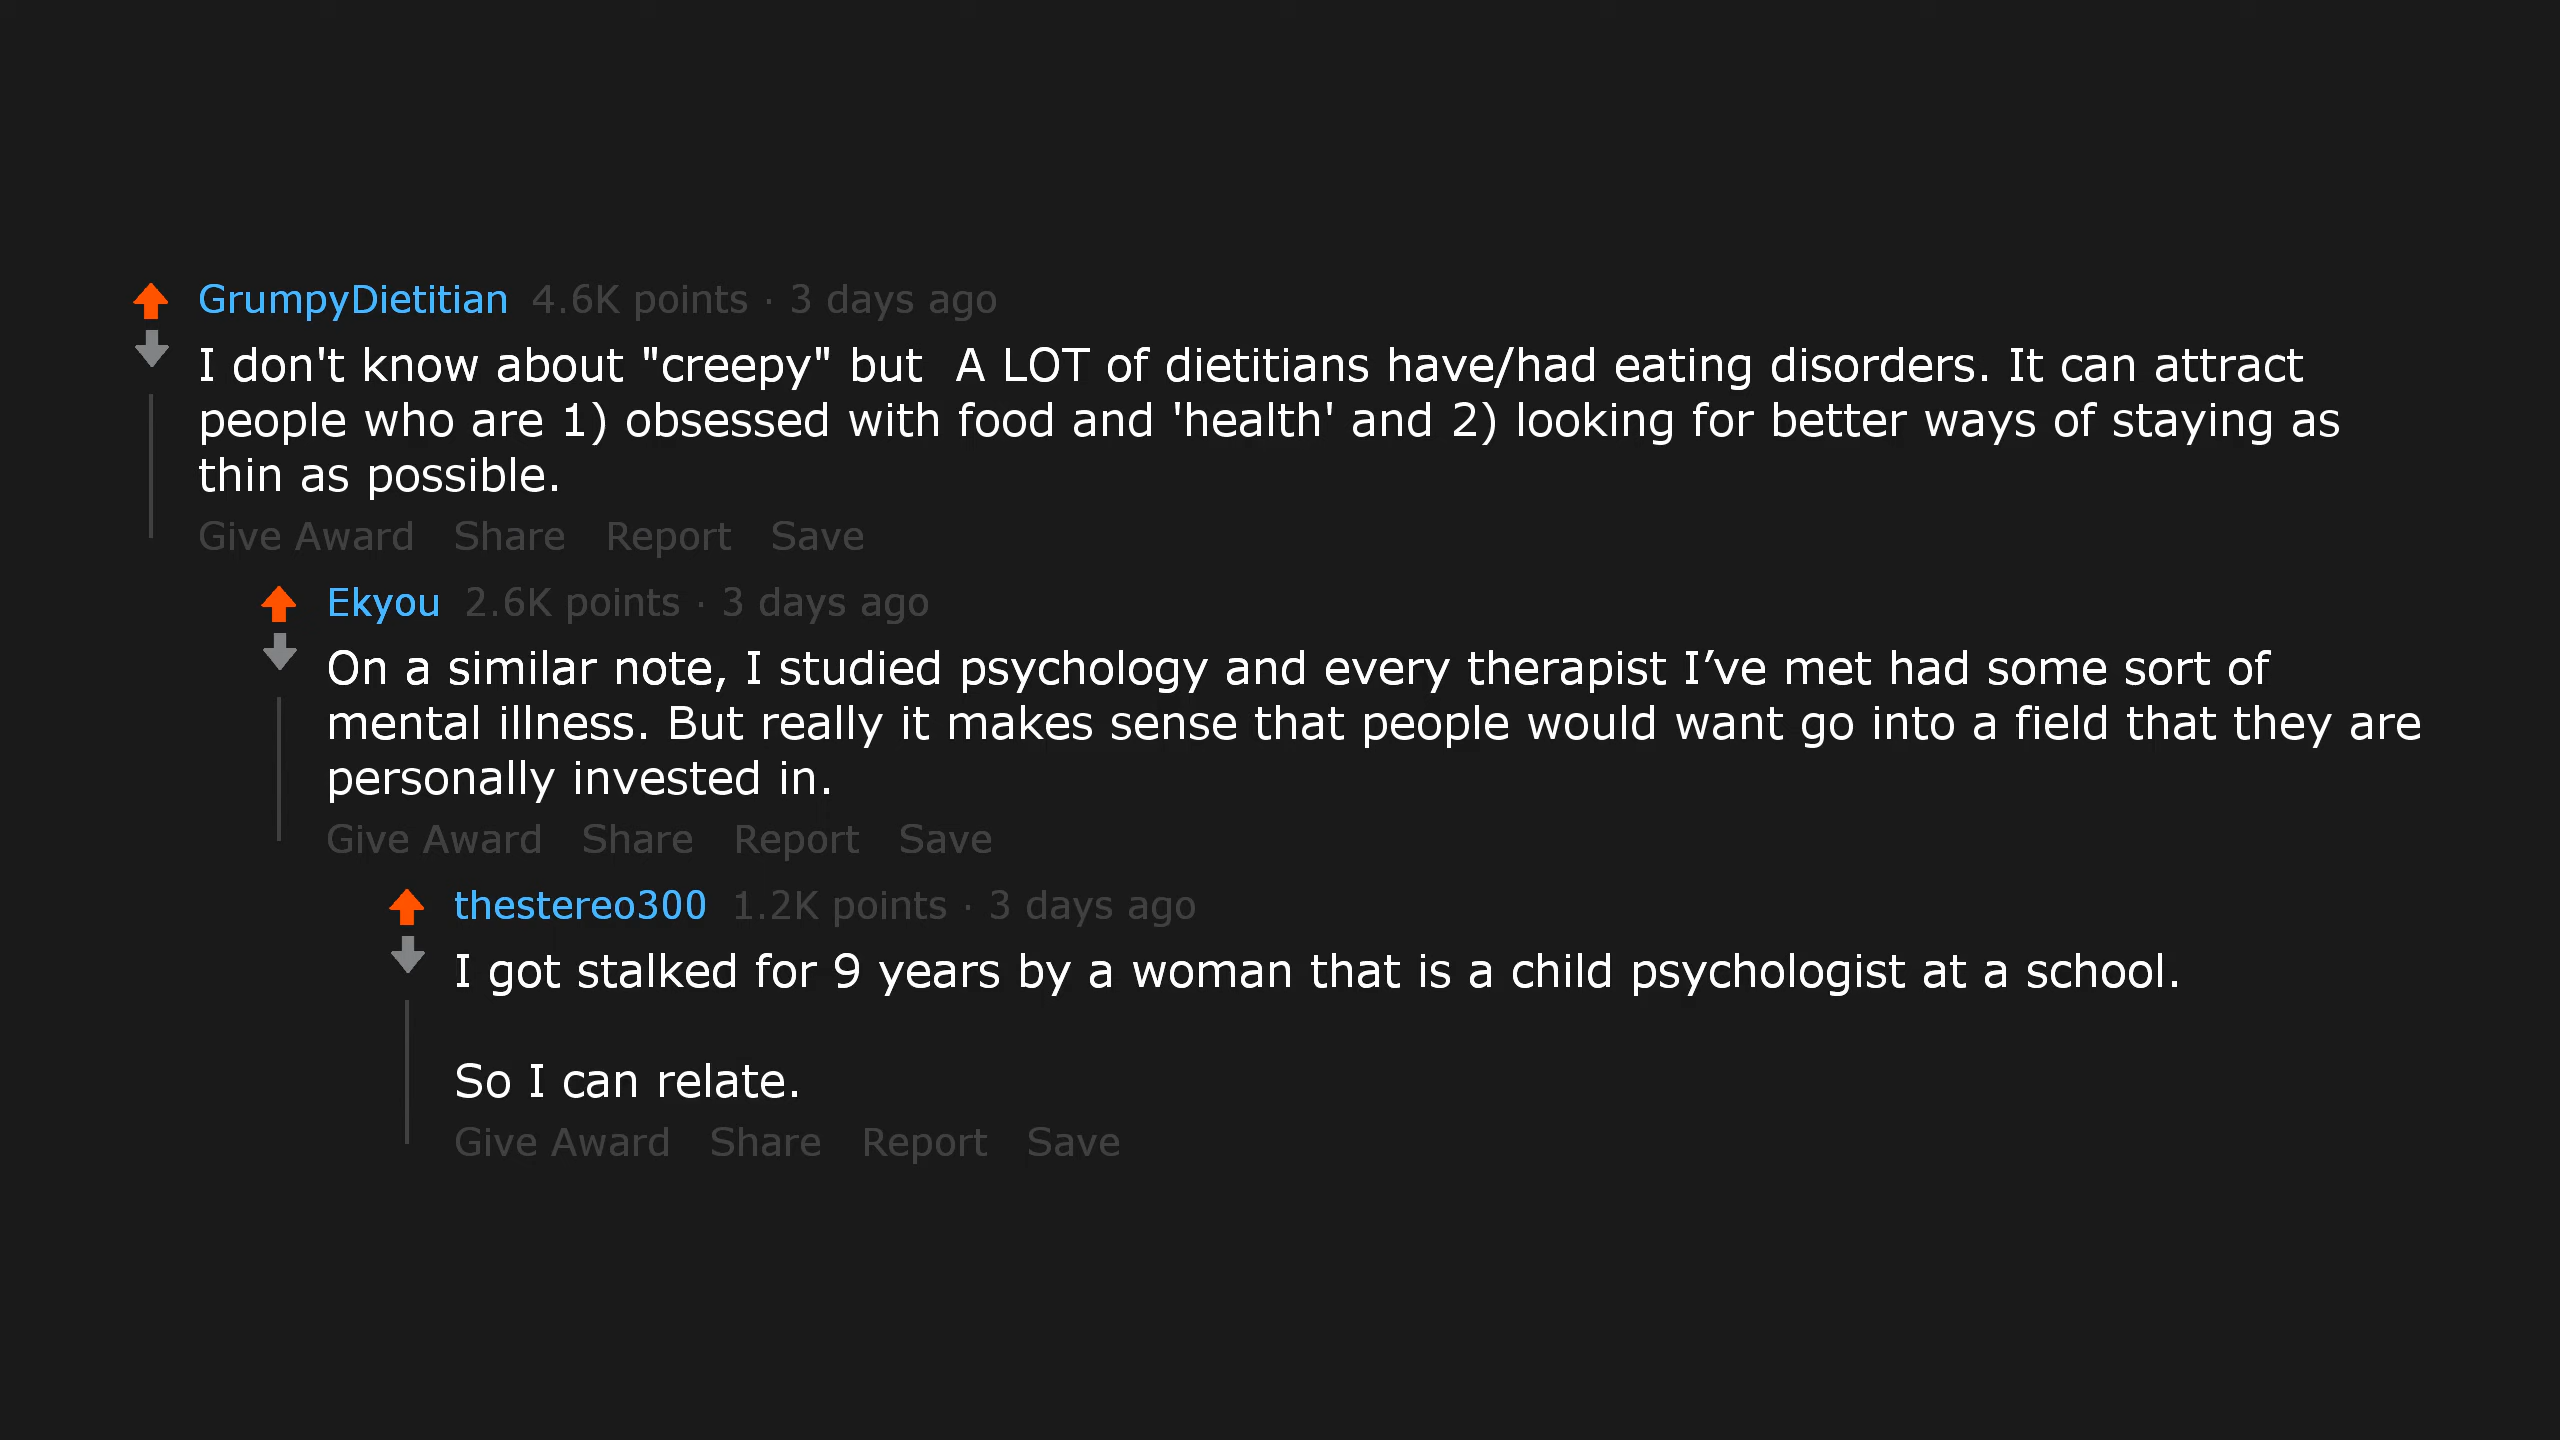 GrumpyDietitian 4.6K points · 3 days ago
I don't know about "creepy" but  A LOT of dietitians have/had eating disorders. It can attract
people who are 1) obsessed with food and 'health' and 2) looking for better ways of staying as
thin as possible.
Give Award Share Report Save
Ekyou 2.6K points · 3 days ago
On a similar note, I studied psychology and every therapist I’ve met had some sort of
mental illness. But really it makes sense that people would want go into a field that they are
personally invested in.
Give Award Share Report Save
thestereo300 1.2K points · 3 days ago
I got stalked for 9 years by a woman that is a child psychologist at a school.
So I can relate.
Give Award Share Report Save